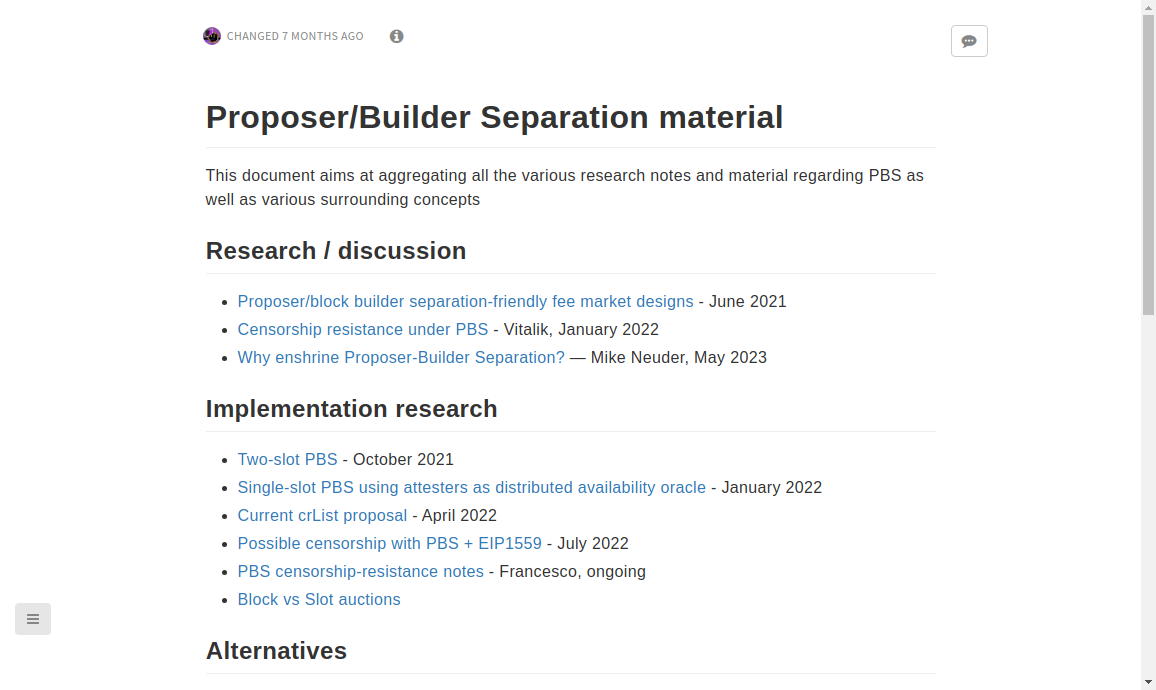 CHANGED 7 MONTHS AGO
Proposer/Builder Separation material
This document aims at aggregating all the various research notes and material regarding PBS as
well as various surrounding concepts
Research / discussion
Proposer/block builder separation-friendly fee market designs - June 2021
Censorship resistance under PBS - Vitalik, January 2022
Why enshrine Proposer-Builder Separation? — Mike Neuder, May 2023
Implementation research
Two-slot PBS - October 2021
Single-slot PBS using attesters as distributed availability oracle - January 2022
Current crList proposal - April 2022
Possible censorship with PBS + EIP1559 - July 2022
PBS censorship-resistance notes - Francesco, ongoing
Block vs Slot auctions
Alternatives